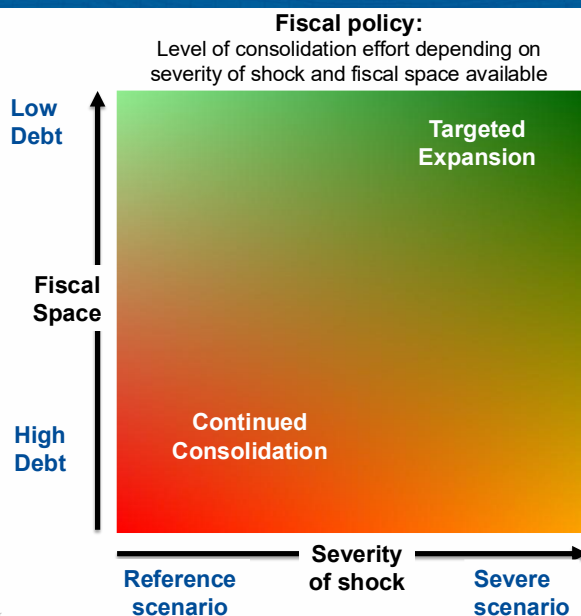 Fiscal policy:
Level of consolidation effort depending on
severity of shock and fiscal space available
Low
Debt
Targeted
Expansion
Fiscal
Space
Continued
Consolidation
High
Debt
Severity
of shock
Reference
scenario
Severe
scenario